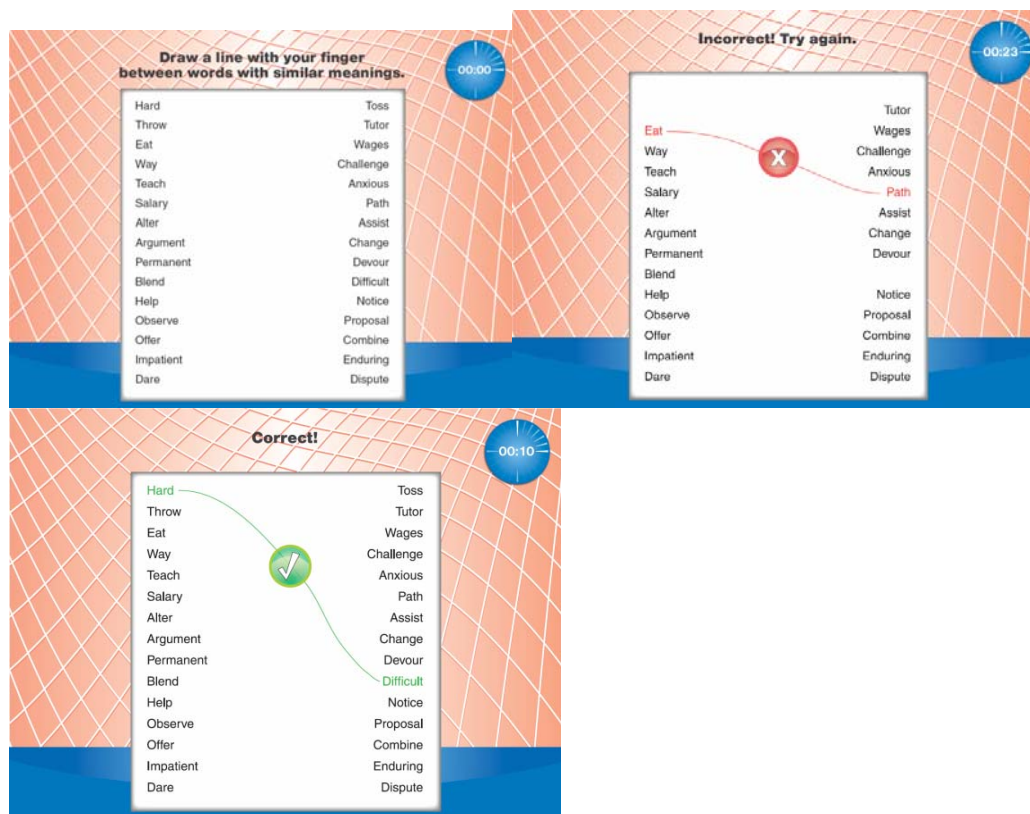 Draw a line with your finger
between words with similar meanings.
00:00
Hard Toss
Throw Tutor
Eat Wages
Way Challenge
Teach Anxious
Salary Path
Alter Assist
Argument Change
Permanent Devour
Blend Difficult
Help Notice
Observe Proposal
Offer Combine
Impatient Enduring
Dare Dispute
Incorrect! Try again.
00:23
Tutor
Eat Wages
Way Challenge
Teach Anxious
Salary Path
Alter Assist
Argument Change
Permanent Devour
Blend
Help Notice
Observe Proposal
Offer Combine
Impatient Enduring
Dare Dispute
X
Correct!
00:10
Hard Toss
Throw Tutor
Eat Wages
Way Challenge
Teach Anxious
Salary Path
Alter Assist
Argument Change
Permanent Devour
Blend Difficult
Help Notice
Observe Proposal
Offer Combine
Impatient Enduring
Dare Dispute